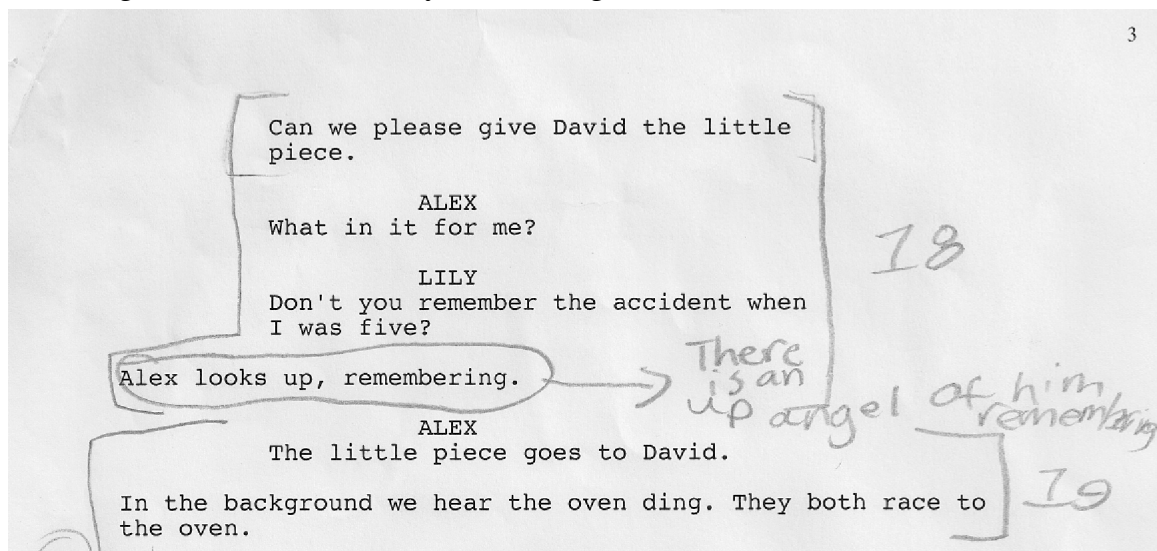 3
Can we please give David the little
piece.
ALEX
What in it for me?
18
LILY
Don't you remember the accident when
I was five?
Alex looks up, remembering.
There
is an
up angel of him
remembering
ALEX
The little piece goes to David.
19
In the background we hear the oven ding. They both race to
the oven.